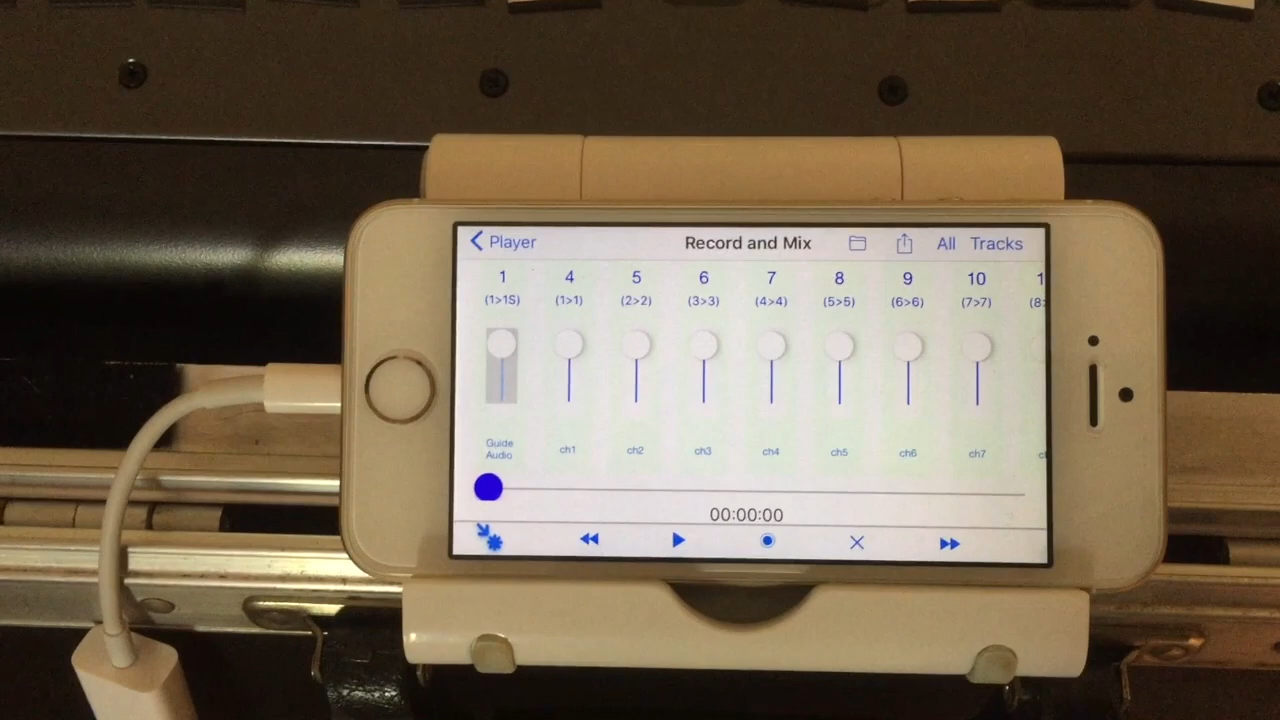 Player Record and Mix All Tracks
1 4 5 6 7 8 9 10 1
(1>1S) (1>1) (2>2) (3>3) (4>4) (5>5) (6>6) (7>7) (8>
Guide
Audio ch1 ch2 ch3 ch4 ch5 ch6 ch7
00:00:00